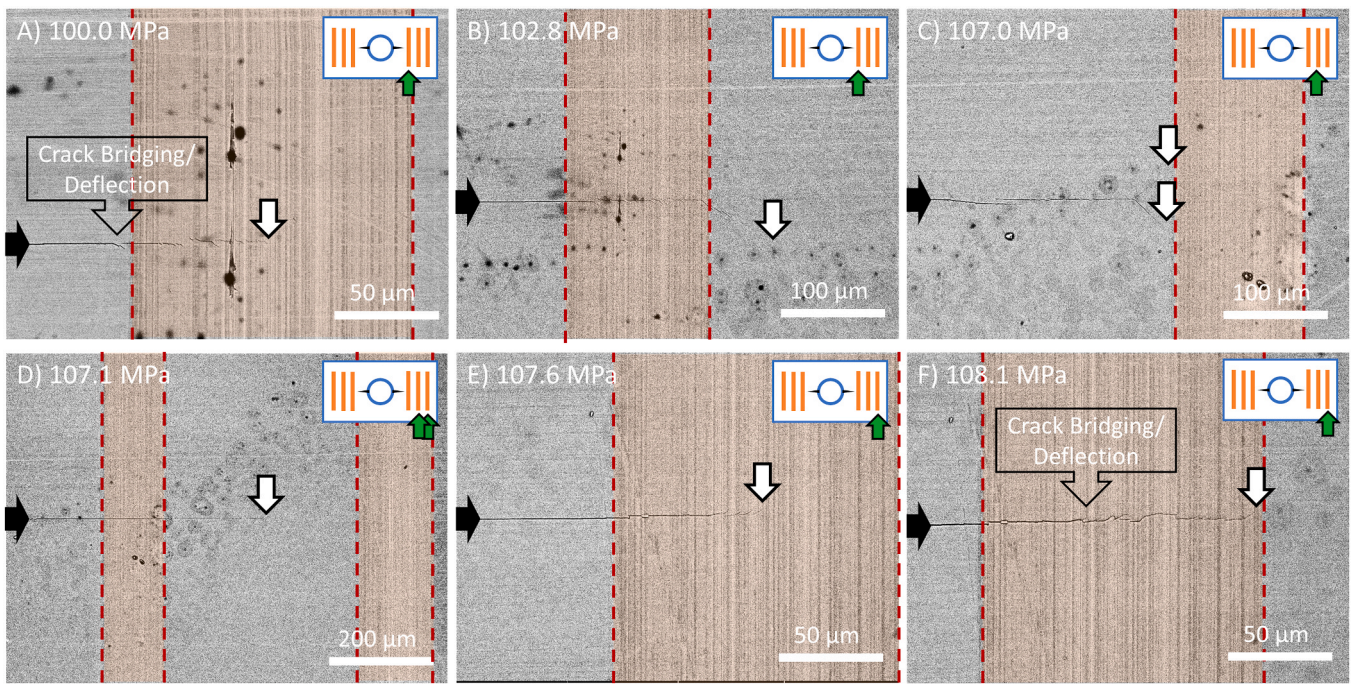 A) 100.0 MPa
Crack Bridging/
Deflection
50 µm
B) 102.8 MPa
100 µm
C) 107.0 MPa
100 µm
D) 107.1 MPa
200 µm
E) 107.6 MPa
50 µm
F) 108.1 MPa
Crack Bridging/
Deflection
50 µm